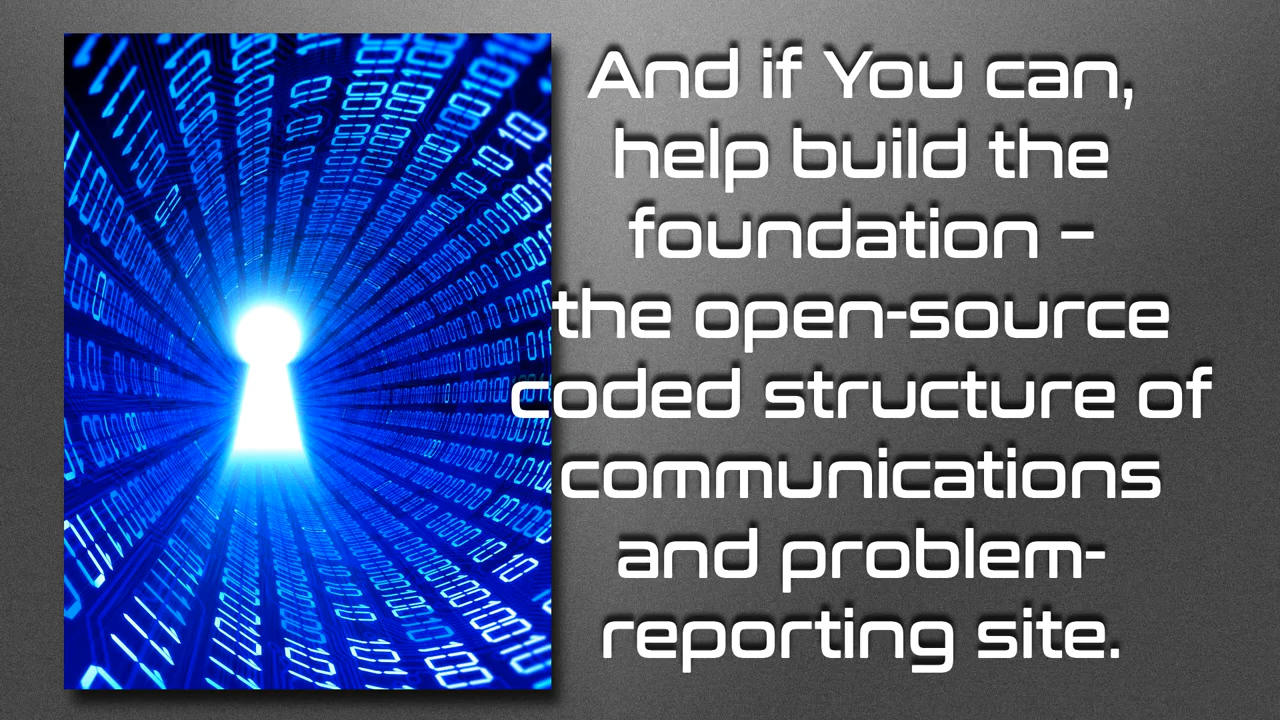 And if You can,
help build the
foundation –
the open-source
coded structure of
communications
and problem-
reporting site.